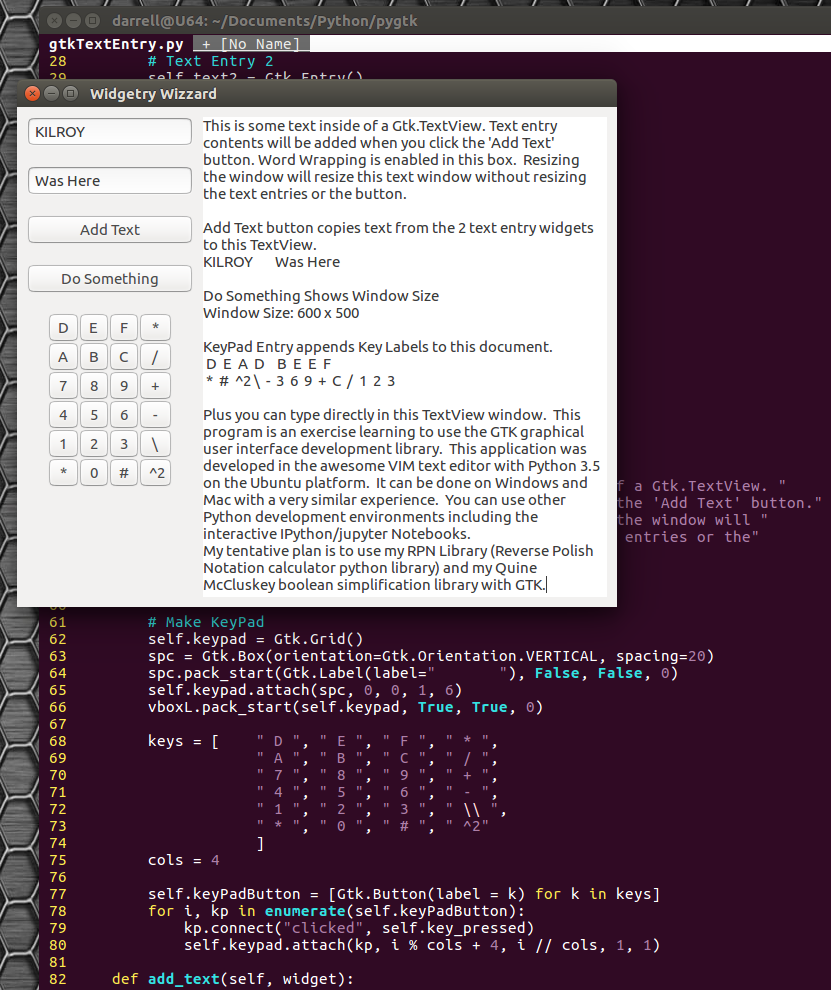 darrell@U64: ~/Documents/Python/pygtk
gtkTextEntry.py + [No Name]
28 # Text Entry 2
29 self.text2 = Gtk.Entry()
Widgetry Wizzard
KILROY
Was Here
Add Text
Do Something
D E F *
A B C /
7 8 9 +
4 5 6 -
1 2 3 \
* 0 # ^2
This is some text inside of a Gtk.TextView. Text entry
contents will be added when you click the 'Add Text'
button. Word Wrapping is enabled in this box.  Resizing
the window will resize this text window without resizing
the text entries or the button.
Add Text button copies text from the 2 text entry widgets
to this TextView.
KILROY      Was Here
Do Something Shows Window Size
Window Size: 600 x 500
KeyPad Entry appends Key Labels to this document.
D  E  A  D   B  E  E  F
*  #  ^2 \  - 3  6  9  + C  /  1  2  3
Plus you can type directly in this TextView window.  This
program is an exercise learning to use the GTK graphical
user interface development library.  This application was
developed in the awesome VIM text editor with Python 3.5
on the Ubuntu platform.  It can be done on Windows and
Mac with a very similar experience.  You can use other
Python development environments including the
interactive IPython/jupyter Notebooks.
My tentative plan is to use my RPN Library (Reverse Polish
Notation calculator python library) and my Quine
McCluskey boolean simplification library with GTK.
f a Gtk.TextView. "
the 'Add Text' button."
the window will "
entries or the"
60
61 # Make KeyPad
62 self.keypad = Gtk.Grid()
63 spc = Gtk.Box(orientation=Gtk.Orientation.VERTICAL, spacing=20)
64 spc.pack_start(Gtk.Label(label="       "), False, False, 0)
65 self.keypad.attach(spc, 0, 0, 1, 6)
66 vboxL.pack_start(self.keypad, True, True, 0)
67
68 keys = [    " D ", " E ", " F ", " * ",
69 " A ", " B ", " C ", " / ",
70 " 7 ", " 8 ", " 9 ", " + ",
71 " 4 ", " 5 ", " 6 ", " - ",
72 " 1 ", " 2 ", " 3 ", " \\ ",
73 " * ", " 0 ", " # ", " ^2"
74 ]
75 cols = 4
76
77 self.keyPadButton = [Gtk.Button(label = k) for k in keys]
78 for i, kp in enumerate(self.keyPadButton):
79 kp.connect("clicked", self.key_pressed)
80 self.keypad.attach(kp, i % cols + 4, i // cols, 1, 1)
81
82 def add_text(self, widget):